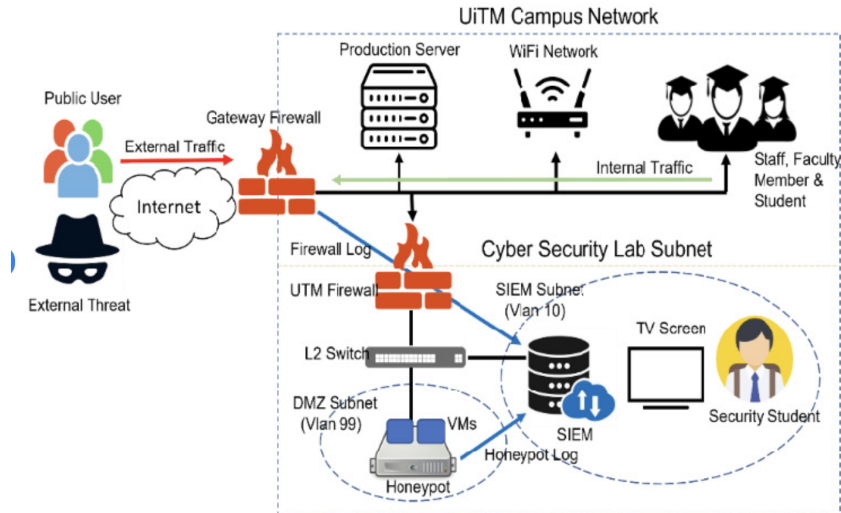 UiTM Campus Network
Production Server
WiFi Network
Public User
Gateway Firewall
External Traffic
Internal Traffic
Staff, Faculty
Member &
Student
Internet
Firewall Log
Cyber Security Lab Subnet
External Threat
UTM Firewall
SIEM Subnet
(Vlan 10)
TV Screen
L2 Switch
DMZ Subnet
(Vlan 99)
VMs
SIEM
Security Student
Honeypot Log
Honeypot